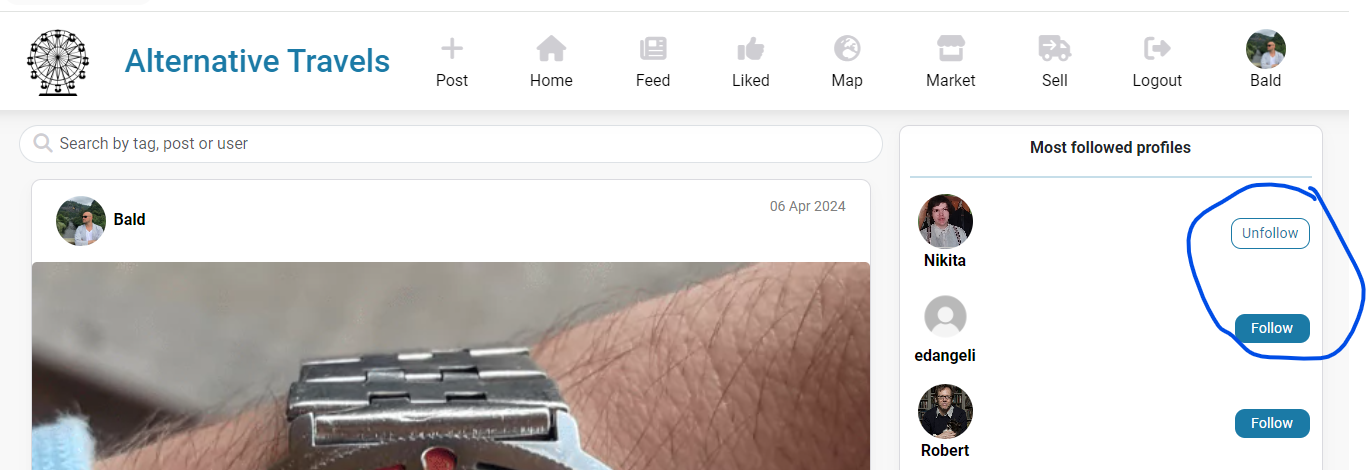 Alternative Travels
Post
Home
Feed
Liked
Map
Market
Sell
Logout
Bald
Search by tag, post or user
Bald
06 Apr 2024
Most followed profiles
Nikita
Unfollow
edangeli
Follow
Robert
Follow